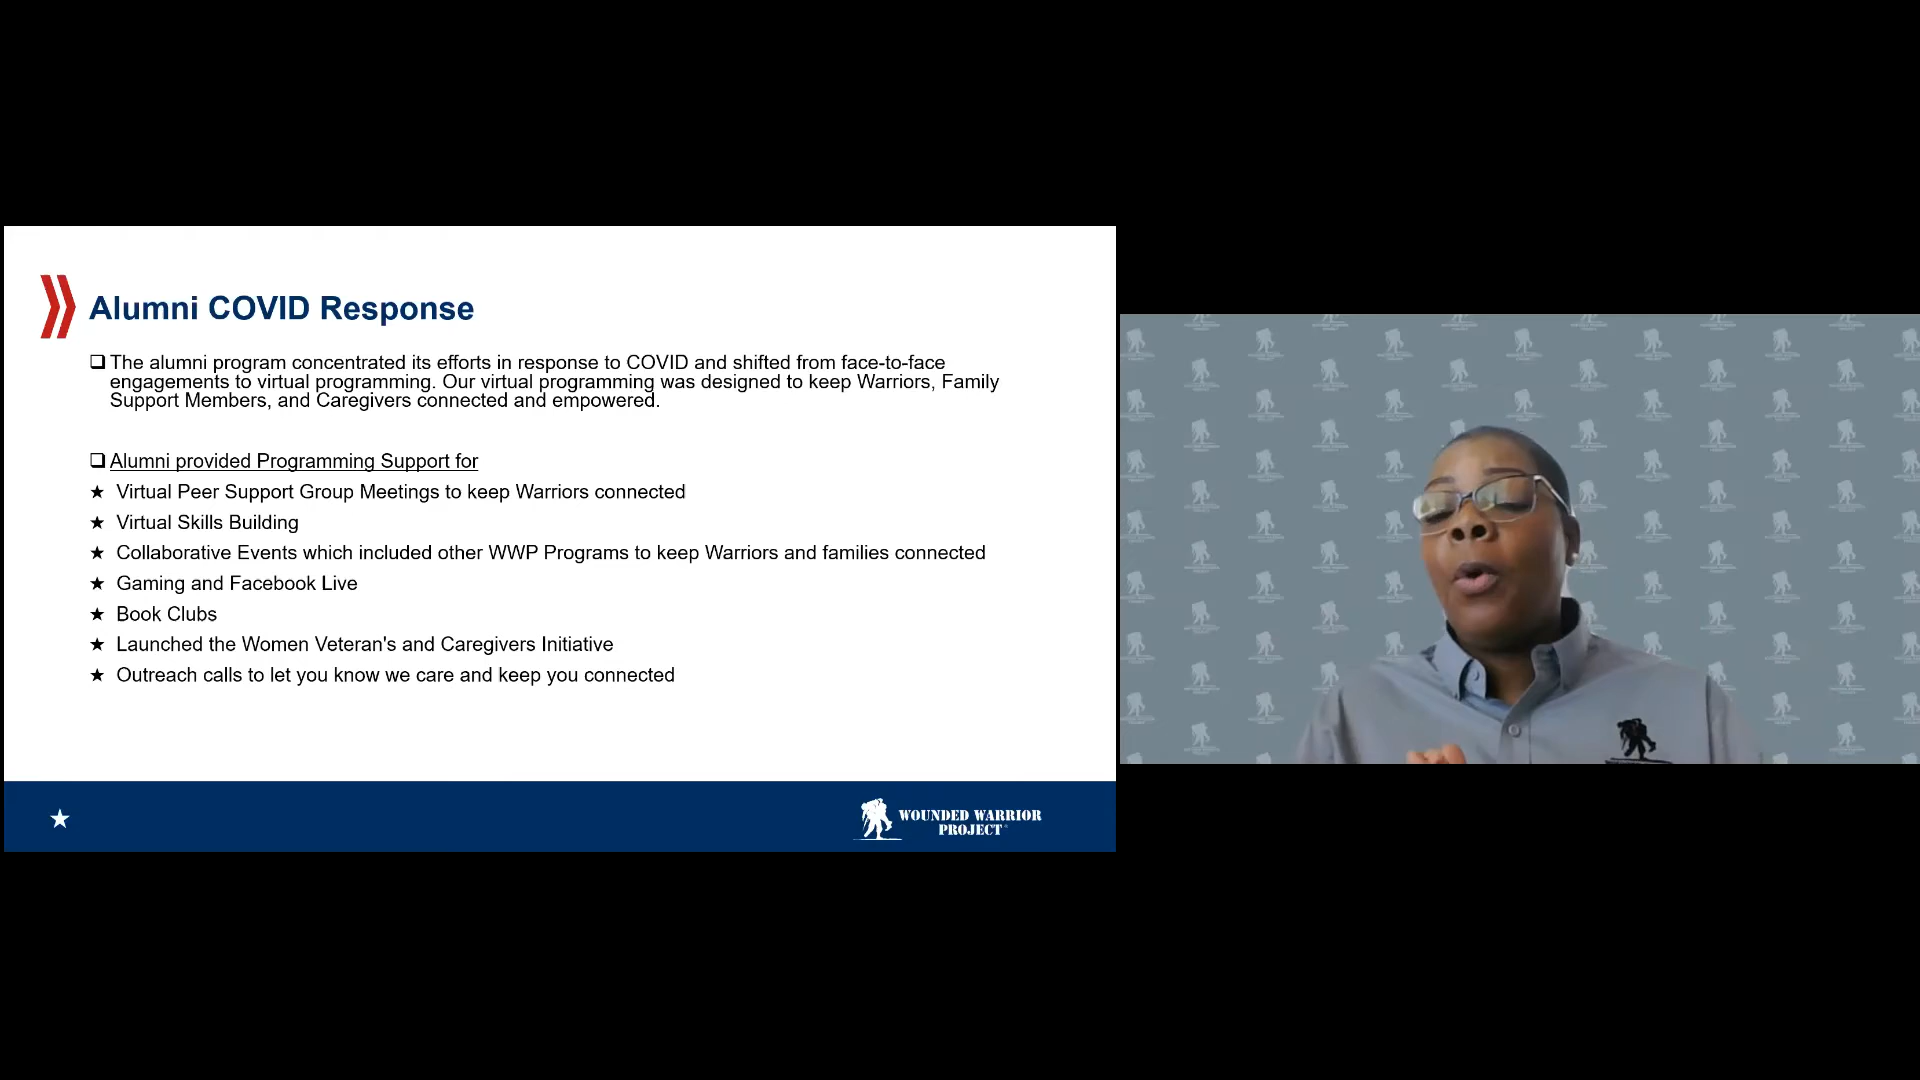 Alumni COVID Response
The alumni program concentrated its efforts in response to COVID and shifted from face-to-face
engagements to virtual programming. Our virtual programming was designed to keep Warriors, Family
Support Members, and Caregivers connected and empowered.
Alumni provided Programming Support for
Virtual Peer Support Group Meetings to keep Warriors connected
Virtual Skills Building
Collaborative Events which included other WWP Programs to keep Warriors and families connected
Gaming and Facebook Live
Book Clubs
Launched the Women Veteran's and Caregivers Initiative
Outreach calls to let you know we care and keep you connected
WOUNDED WARRIOR
PROJECT